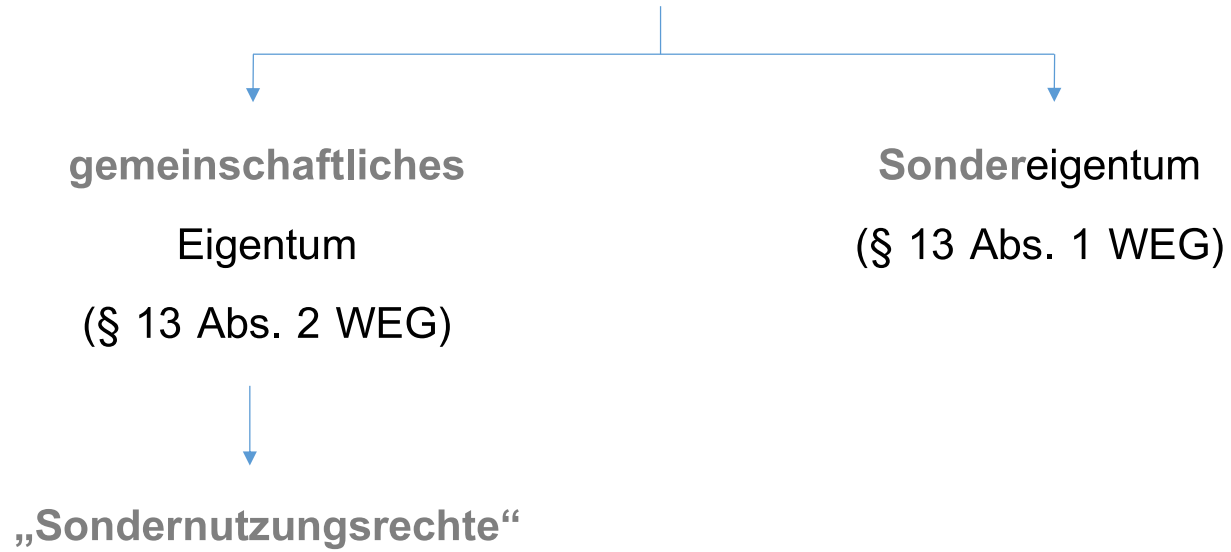 gemeinschaftliches
Eigentum
(§ 13 Abs. 2 WEG)
Sondereigentum
(§ 13 Abs. 1 WEG)
„Sondernutzungsrechte“